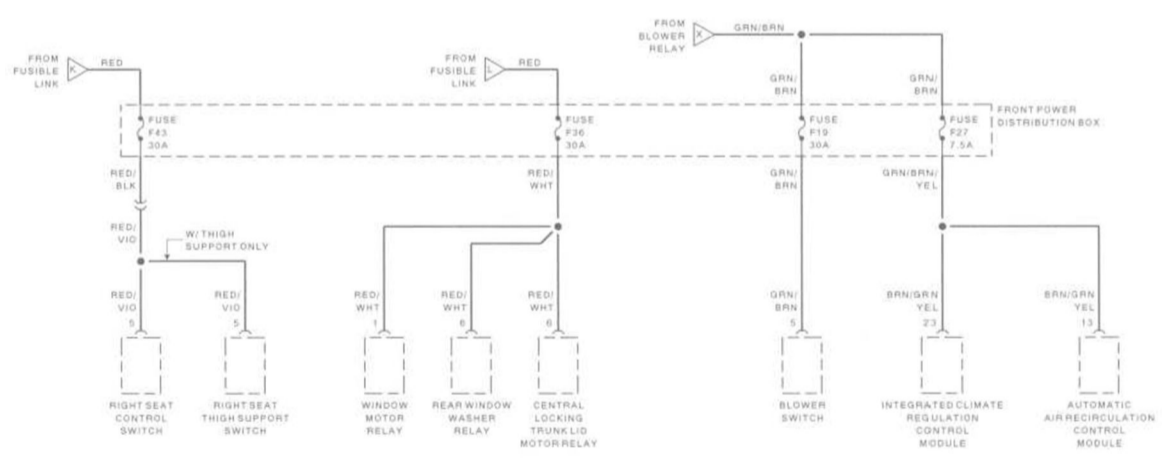 FROM
BLOWER
RELAY
X
GRN/BRN
FROM
FUSIBLE
LINK
K
RED
FROM
FUSIBLE
LINK
L
RED
GRN/
BRN
GRN/
BRN
FUSE
F43
30A
FUSE
F36
30A
FUSE
F19
30A
FUSE
F27
7.5A
FRONT POWER
DISTRIBUTION BOX
RED/
BLK
RED/
WHT
GRN/
BRN
GRN/BRN/
YEL
RED/
VIO
W/ THIGH
SUPPORT ONLY
RED/
VIO
5
RED/
VIO
5
RED/
WHT
1
RED/
WHT
6
RED/
WHT
6
GRN/
BRN
5
BRN/GRN
YEL
23
BRN/GRN
YEL
13
RIGHT SEAT
CONTROL
SWITCH
RIGHT SEAT
THIGH SUPPORT
SWITCH
WINDOW
MOTOR
RELAY
REAR WINDOW
WASHER
RELAY
CENTRAL
LOCKING
TRUNK LID
MOTOR RELAY
BLOWER
SWITCH
INTEGRATED CLIMATE
REGULATION
CONTROL
MODULE
AUTOMATIC
AIR RECIRCULATION
CONTROL
MODULE